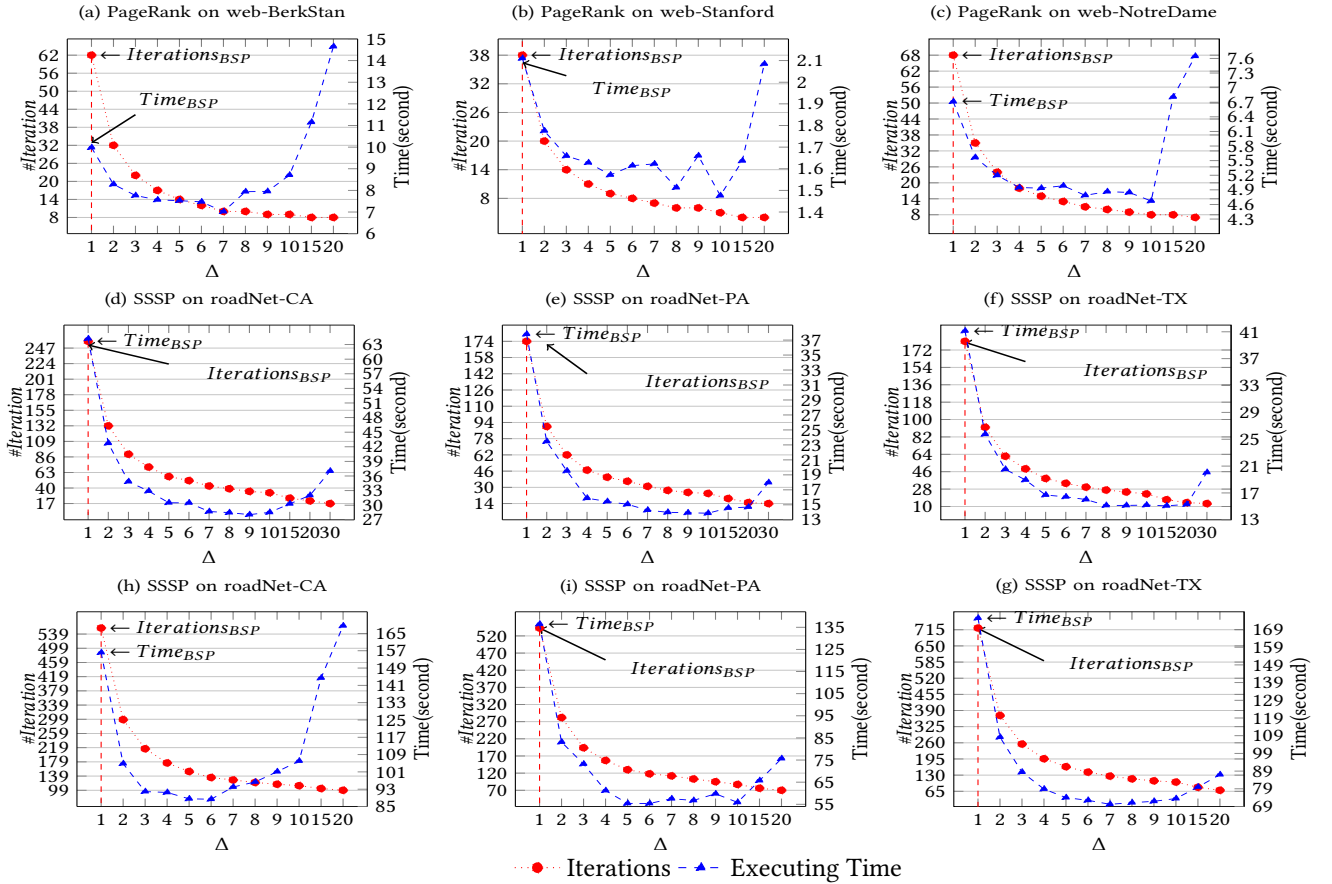 (a) PageRank on web-BerkStan
#Iteration
62
56
50
44
38
32
26
20
14
8
Iterations_BSP
Time_BSP
15
14
13
12
11
10
9
8
7
6
Time(second)
1 2 3 4 5 6 7 8 9 10 15 20
Δ
(b) PageRank on web-Stanford
38
32
26
20
14
8
Iterations_BSP
Time_BSP
2.1
2
1.9
1.8
1.7
1.6
1.5
1.4
1 2 3 4 5 6 7 8 9 10 15 20
Δ
(c) PageRank on web-NotreDame
68
62
56
50
44
38
32
26
20
14
8
Iterations_BSP
Time_BSP
7.6
7.3
7
6.7
6.4
6.1
5.8
5.5
5.2
4.9
4.6
4.3
Time(second)
1 2 3 4 5 6 7 8 9 10 15 20
Δ
(d) SSSP on roadNet-CA
#Iteration
247
224
201
178
155
132
109
86
63
40
17
Time_BSP
Iterations_BSP
63
60
57
54
51
48
45
42
39
36
33
30
27
Time(second)
1 2 3 4 5 6 7 8 9 10 15 20 30
Δ
(e) SSSP on roadNet-PA
#Iteration
174
158
142
126
110
94
78
62
46
30
14
Time_BSP
Iterations_BSP
37
35
33
31
29
27
25
23
21
19
17
15
13
Time(second)
1 2 3 4 5 6 7 8 9 10 15 20 30
Δ
(f) SSSP on roadNet-TX
#Iteration
172
154
136
118
100
82
64
46
28
10
Time_BSP
Iterations_BSP
41
25
13
Time(second)
1 2 3 4 5 6 7 8 9 10 15 20 30
Δ
(h) SSSP on roadNet-CA
#Iteration
539
499
459
419
379
339
299
259
219
179
139
99
Iterations_BSP
Time_BSP
165
157
149
141
133
125
117
109
101
93
85
Time(second)
1 2 3 4 5 6 7 8 9 10 15 20
Δ
(i) SSSP on roadNet-PA
#Iteration
520
470
420
370
320
270
220
170
120
70
Time_BSP
Iterations_BSP
135
125
115
105
95
85
75
65
55
Time(second)
1 2 3 4 5 6 7 8 9 10 15 20
Δ
(g) SSSP on roadNet-TX
#Iteration
715
650
585
520
455
390
325
260
195
130
65
Time_BSP
Iterations_BSP
169
159
149
139
129
119
109
99
89
79
69
Time(second)
1 2 3 4 5 6 7 8 9 10 15 20
Δ
Iterations Executing Time